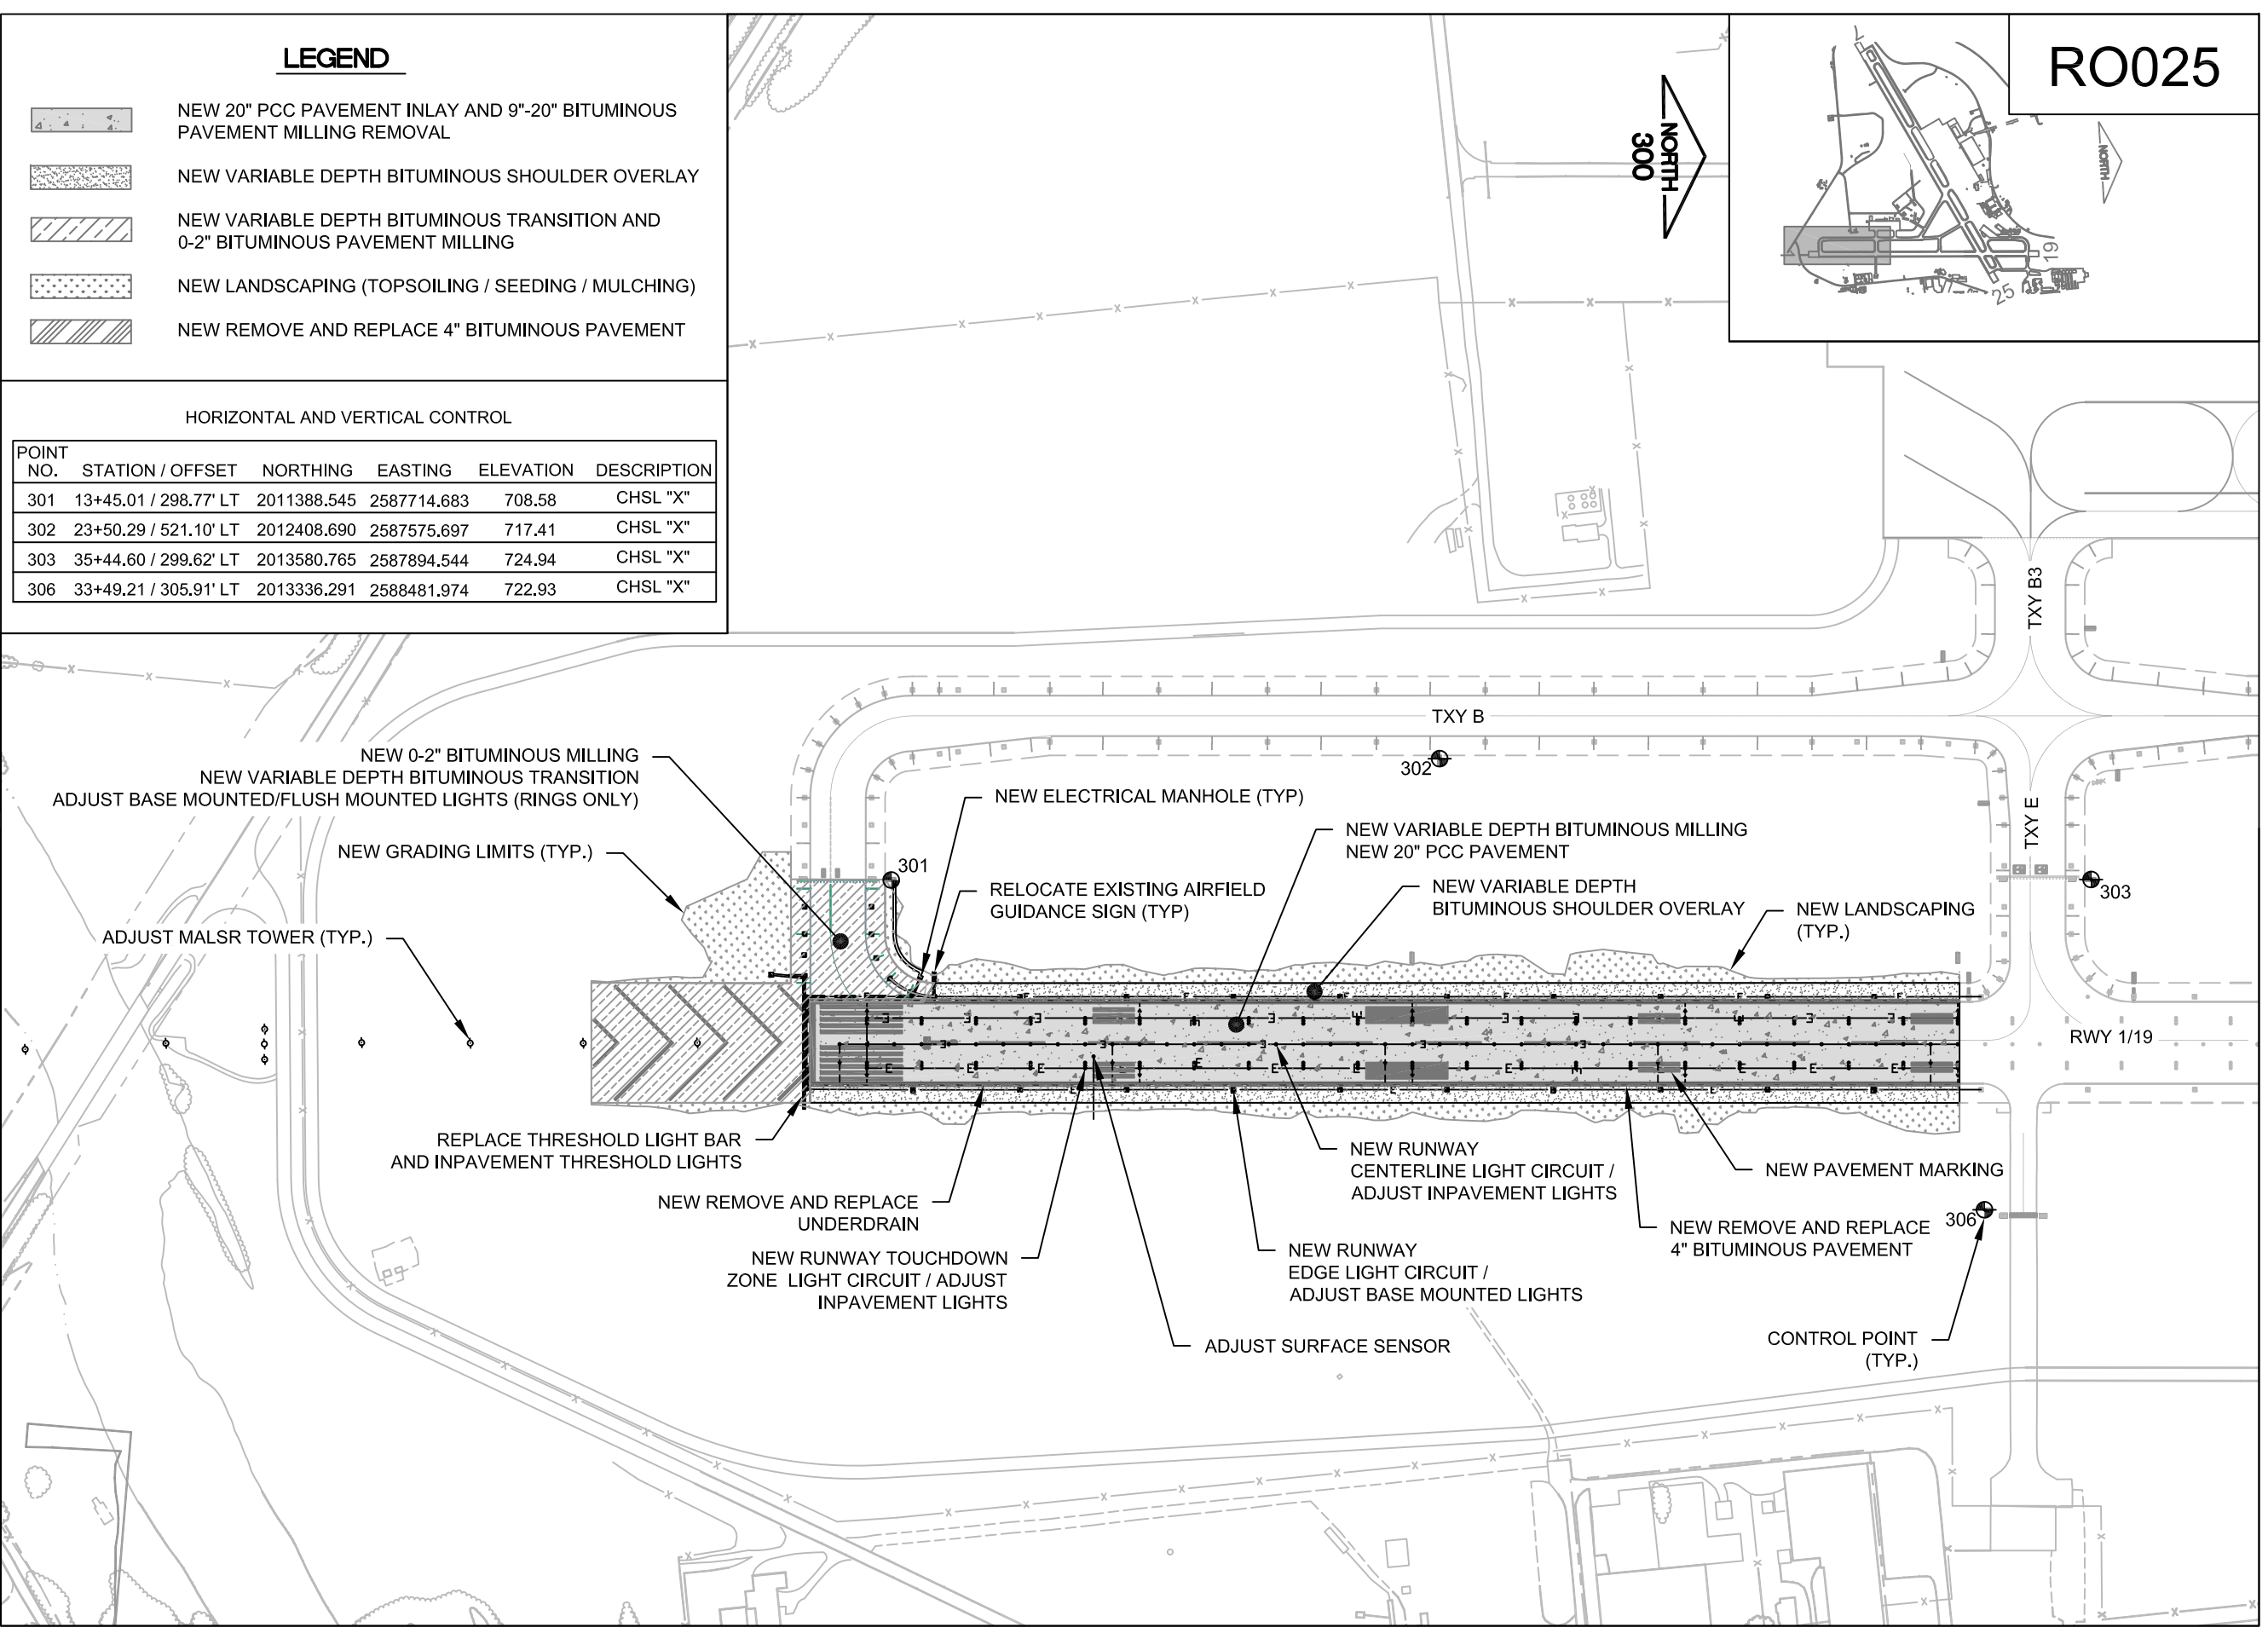 LEGEND
NEW 20" PCC PAVEMENT INLAY AND 9"-20" BITUMINOUS
PAVEMENT MILLING REMOVAL
NEW VARIABLE DEPTH BITUMINOUS SHOULDER OVERLAY
NEW VARIABLE DEPTH BITUMINOUS TRANSITION AND
0-2" BITUMINOUS PAVEMENT MILLING
NEW LANDSCAPING (TOPSOILING / SEEDING / MULCHING)
NEW REMOVE AND REPLACE 4" BITUMINOUS PAVEMENT
HORIZONTAL AND VERTICAL CONTROL
POINT
NO. STATION / OFFSET NORTHING EASTING ELEVATION DESCRIPTION
301 13+45.01 / 298.77' LT 2011388.545 2587714.683 708.58 CHSL "X"
302 23+50.29 / 521.10' LT 2012408.690 2587575.697 717.41 CHSL "X"
303 35+44.60 / 299.62' LT 2013580.765 2587894.544 724.94 CHSL "X"
306 33+49.21 / 305.91' LT 2013336.291 2588481.974 722.93 CHSL "X"
NORTH
300
RO025
NORTH
19
25
TXY B3
TXY B
302
TXY E
303
301
NEW 0-2" BITUMINOUS MILLING
NEW VARIABLE DEPTH BITUMINOUS TRANSITION
ADJUST BASE MOUNTED/FLUSH MOUNTED LIGHTS (RINGS ONLY)
NEW GRADING LIMITS (TYP.)
ADJUST MALSR TOWER (TYP.)
NEW ELECTRICAL MANHOLE (TYP)
RELOCATE EXISTING AIRFIELD
GUIDANCE SIGN (TYP)
NEW VARIABLE DEPTH BITUMINOUS MILLING
NEW 20" PCC PAVEMENT
NEW VARIABLE DEPTH
BITUMINOUS SHOULDER OVERLAY
NEW LANDSCAPING
(TYP.)
RWY 1/19
REPLACE THRESHOLD LIGHT BAR
AND INPAVEMENT THRESHOLD LIGHTS
NEW REMOVE AND REPLACE
UNDERDRAIN
NEW RUNWAY TOUCHDOWN
ZONE LIGHT CIRCUIT / ADJUST
INPAVEMENT LIGHTS
NEW RUNWAY
CENTERLINE LIGHT CIRCUIT /
ADJUST INPAVEMENT LIGHTS
NEW RUNWAY
EDGE LIGHT CIRCUIT /
ADJUST BASE MOUNTED LIGHTS
ADJUST SURFACE SENSOR
NEW PAVEMENT MARKING
NEW REMOVE AND REPLACE
4" BITUMINOUS PAVEMENT
306
CONTROL POINT
(TYP.)